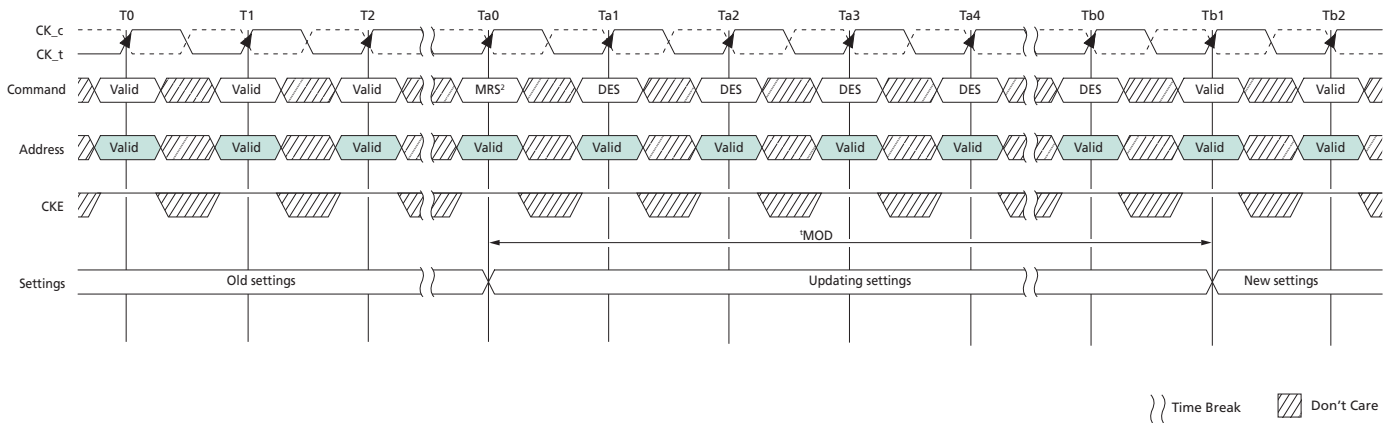 T0 T1 T2 Ta0 Ta1 Ta2 Ta3 Ta4 Tb0 Tb1 Tb2
CK_c
CK_t
Command Valid Valid Valid MRS² DES DES DES DES DES Valid Valid
Address Valid Valid Valid Valid Valid Valid Valid Valid Valid Valid Valid
CKE
ᵗMOD
Settings Old settings Updating settings New settings
Time Break Don’t Care